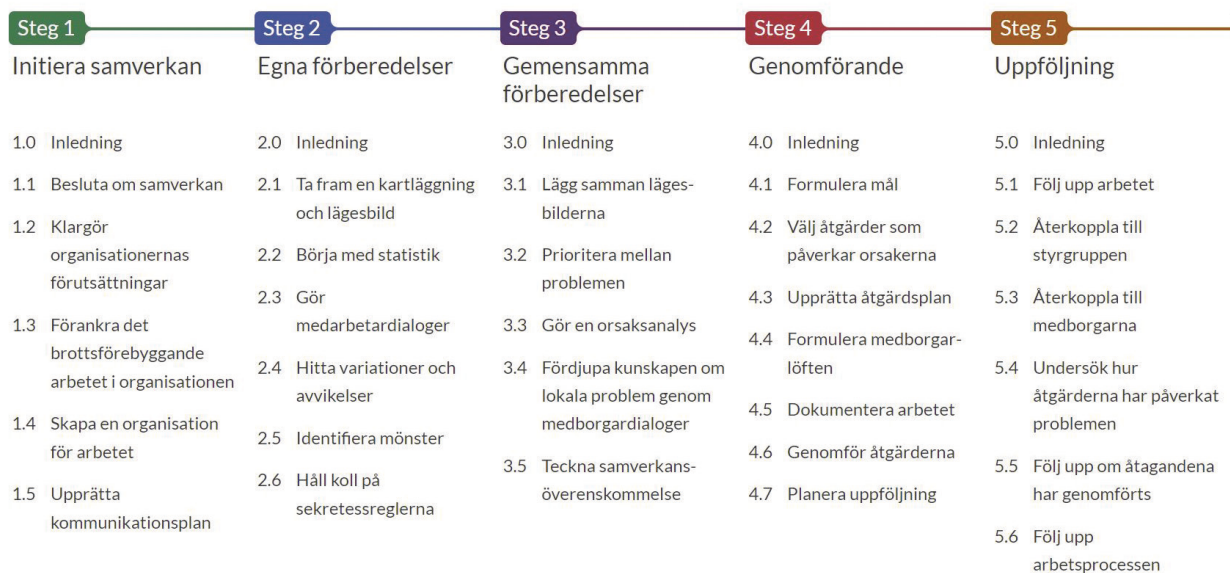 Steg 1
Initiera samverkan
1.0 Inledning
1.1 Besluta om samverkan
1.2 Klargör
organisationernas
förutsättningar
1.3 Förankra det
brottsförebyggande
arbetet i organisationen
1.4 Skapa en organisation
för arbetet
1.5 Upprätta
kommunikationsplan
Steg 2
Egna förberedelser
2.0 Inledning
2.1 Ta fram en kartläggning
och lägesbild
2.2 Börja med statistik
2.3 Gör
medarbetardialoger
2.4 Hitta variationer och
avvikelser
2.5 Identifiera mönster
2.6 Håll koll på
sekretessreglerna
Steg 3
Gemensamma
förberedelser
3.0 Inledning
3.1 Lägg samman läges-
bilderna
3.2 Prioritera mellan
problemen
3.3 Gör en orsaksanalys
3.4 Fördjupa kunskapen om
lokala problem genom
medborgardialoger
3.5 Teckna samverkans-
överenskommelse
Steg 4
Genomförande
4.0 Inledning
4.1 Formulera mål
4.2 Välj åtgärder som
påverkar orsakerna
4.3 Upprätta åtgärdsplan
4.4 Formulera medborgar-
löften
4.5 Dokumentera arbetet
4.6 Genomför åtgärderna
4.7 Planera uppföljning
Steg 5
Uppföljning
5.0 Inledning
5.1 Följ upp arbetet
5.2 Återkoppla till
styrgruppen
5.3 Återkoppla till
medborgarna
5.4 Undersök hur
åtgärderna har påverkat
problemen
5.5 Följ upp om åtagandena
har genomförts
5.6 Följ upp
arbetsprocessen